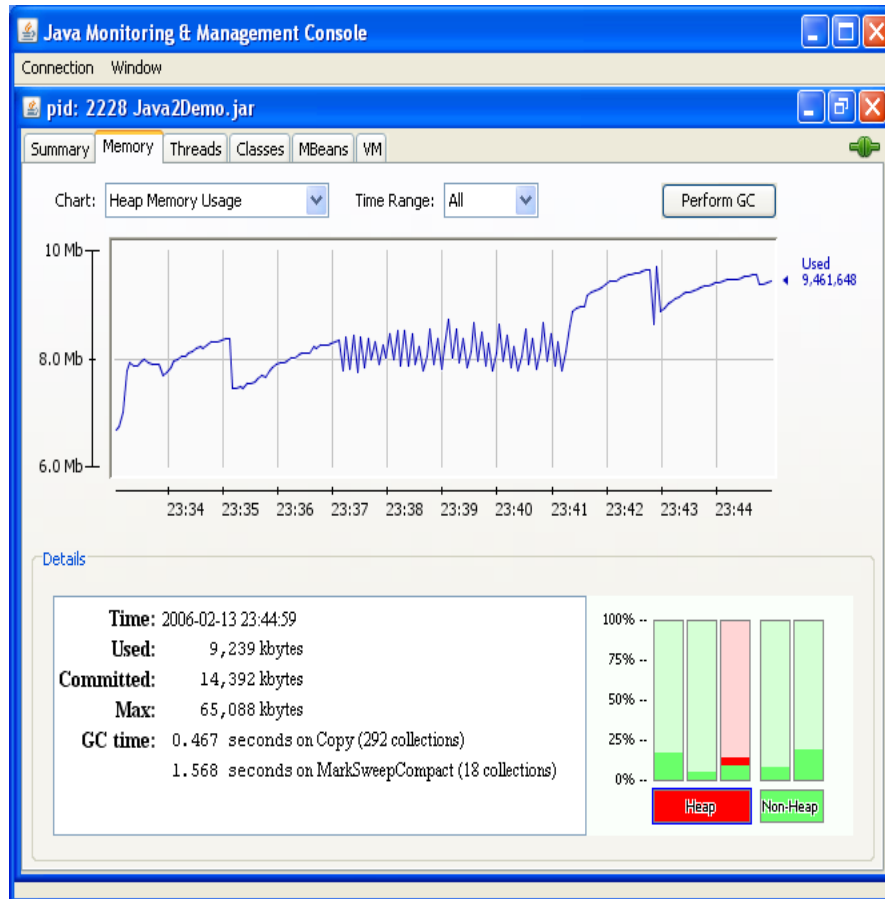 Java Monitoring & Management Console
Connection Window
pid: 2228 Java2Demo.jar
Summary Memory Threads Classes MBeans VM
Chart: Heap Memory Usage Time Range: All Perform GC
10 Mb
8.0 Mb
6.0 Mb
Used
9,461,648
23:34 23:35 23:36 23:37 23:38 23:39 23:40 23:41 23:42 23:43 23:44
Details
Time: 2006-02-13 23:44:59
Used: 9,239 kbytes
Committed: 14,392 kbytes
Max: 65,088 kbytes
GC time: 0.467 seconds on Copy (292 collections)
1.568 seconds on MarkSweepCompact (18 collections)
100% --
75% --
50% --
25% --
0% --
Heap Non-Heap